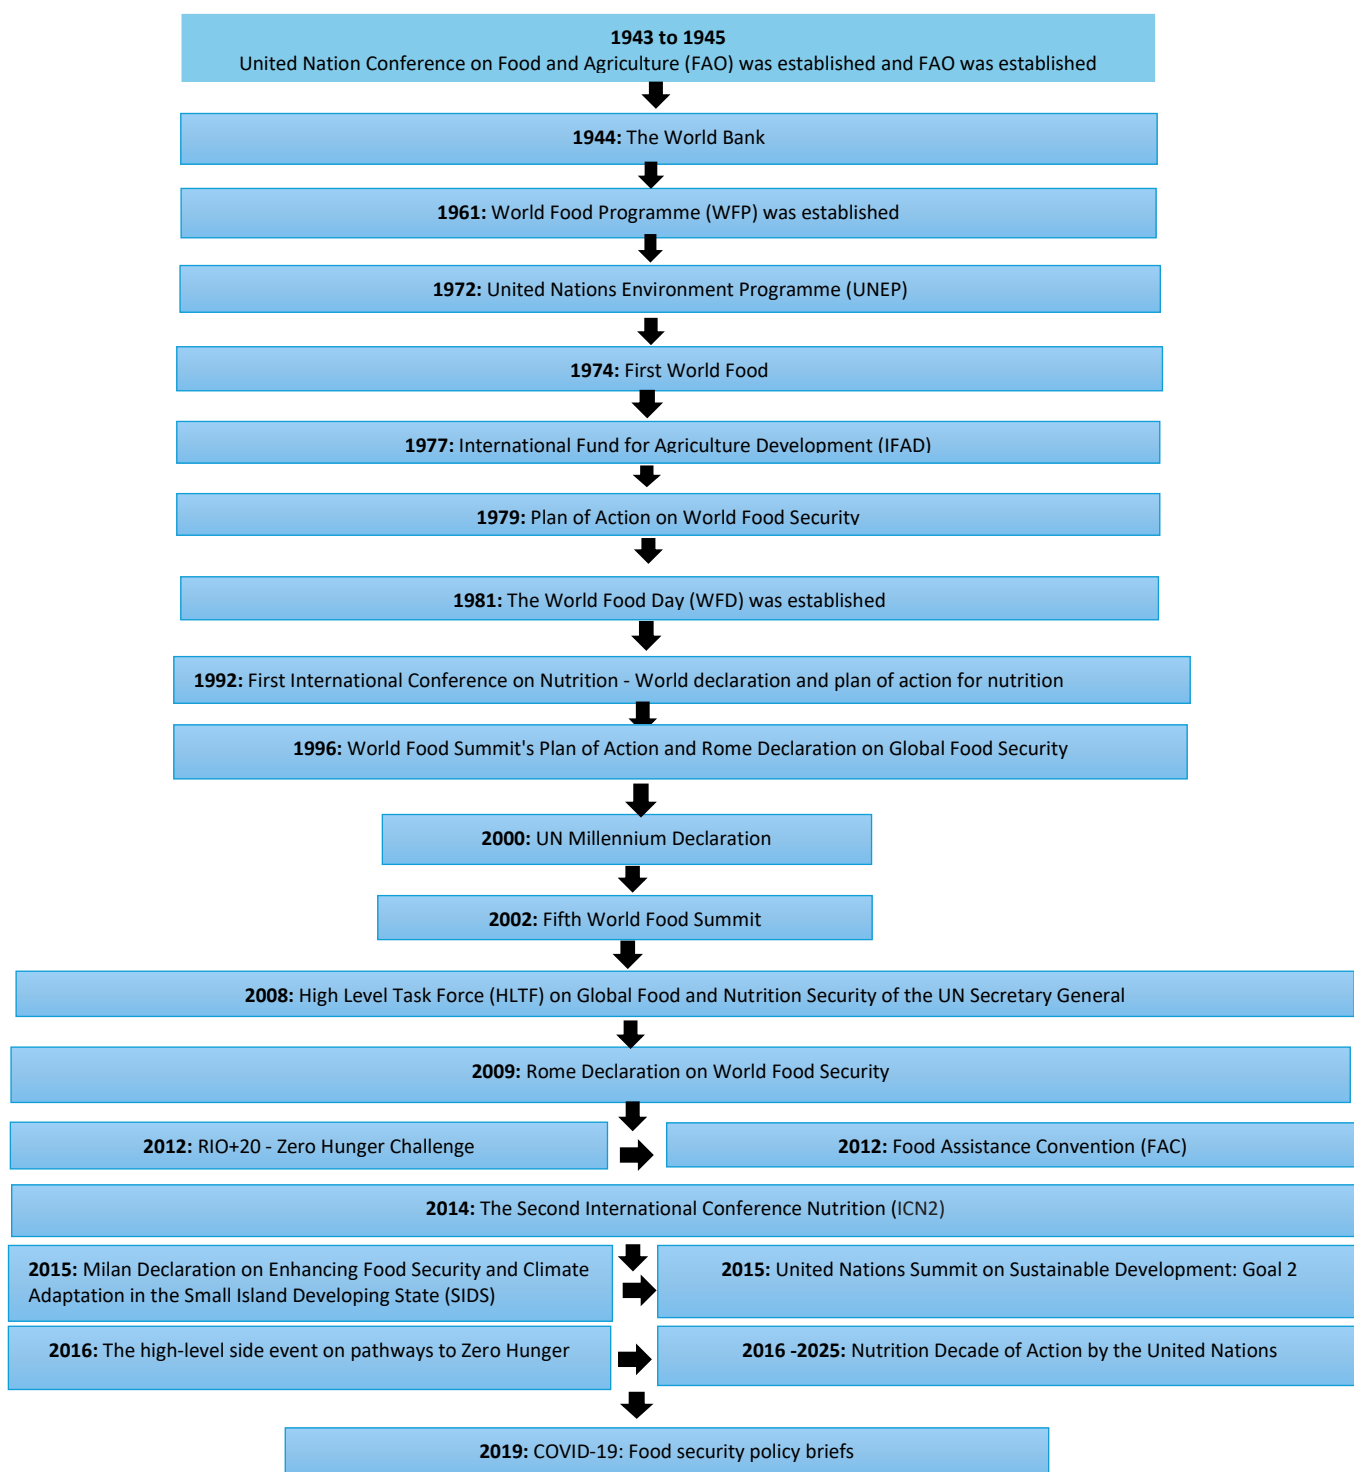 1943 to 1945
United Nation Conference on Food and Agriculture (FAO) was established and FAO was established
1944: The World Bank
1961: World Food Programme (WFP) was established
1972: United Nations Environment Programme (UNEP)
1974: First World Food
1977: International Fund for Agriculture Development (IFAD)
1979: Plan of Action on World Food Security
1981: The World Food Day (WFD) was established
1992: First International Conference on Nutrition - World declaration and plan of action for nutrition
1996: World Food Summit's Plan of Action and Rome Declaration on Global Food Security
2000: UN Millennium Declaration
2002: Fifth World Food Summit
2008: High Level Task Force (HLTF) on Global Food and Nutrition Security of the UN Secretary General
2009: Rome Declaration on World Food Security
2012: RIO+20 - Zero Hunger Challenge
2012: Food Assistance Convention (FAC)
2014: The Second International Conference Nutrition (ICN2)
2015: Milan Declaration on Enhancing Food Security and Climate
Adaptation in the Small Island Developing State (SIDS)
2015: United Nations Summit on Sustainable Development: Goal 2
2016: The high-level side event on pathways to Zero Hunger
2016 -2025: Nutrition Decade of Action by the United Nations
2019: COVID-19: Food security policy briefs